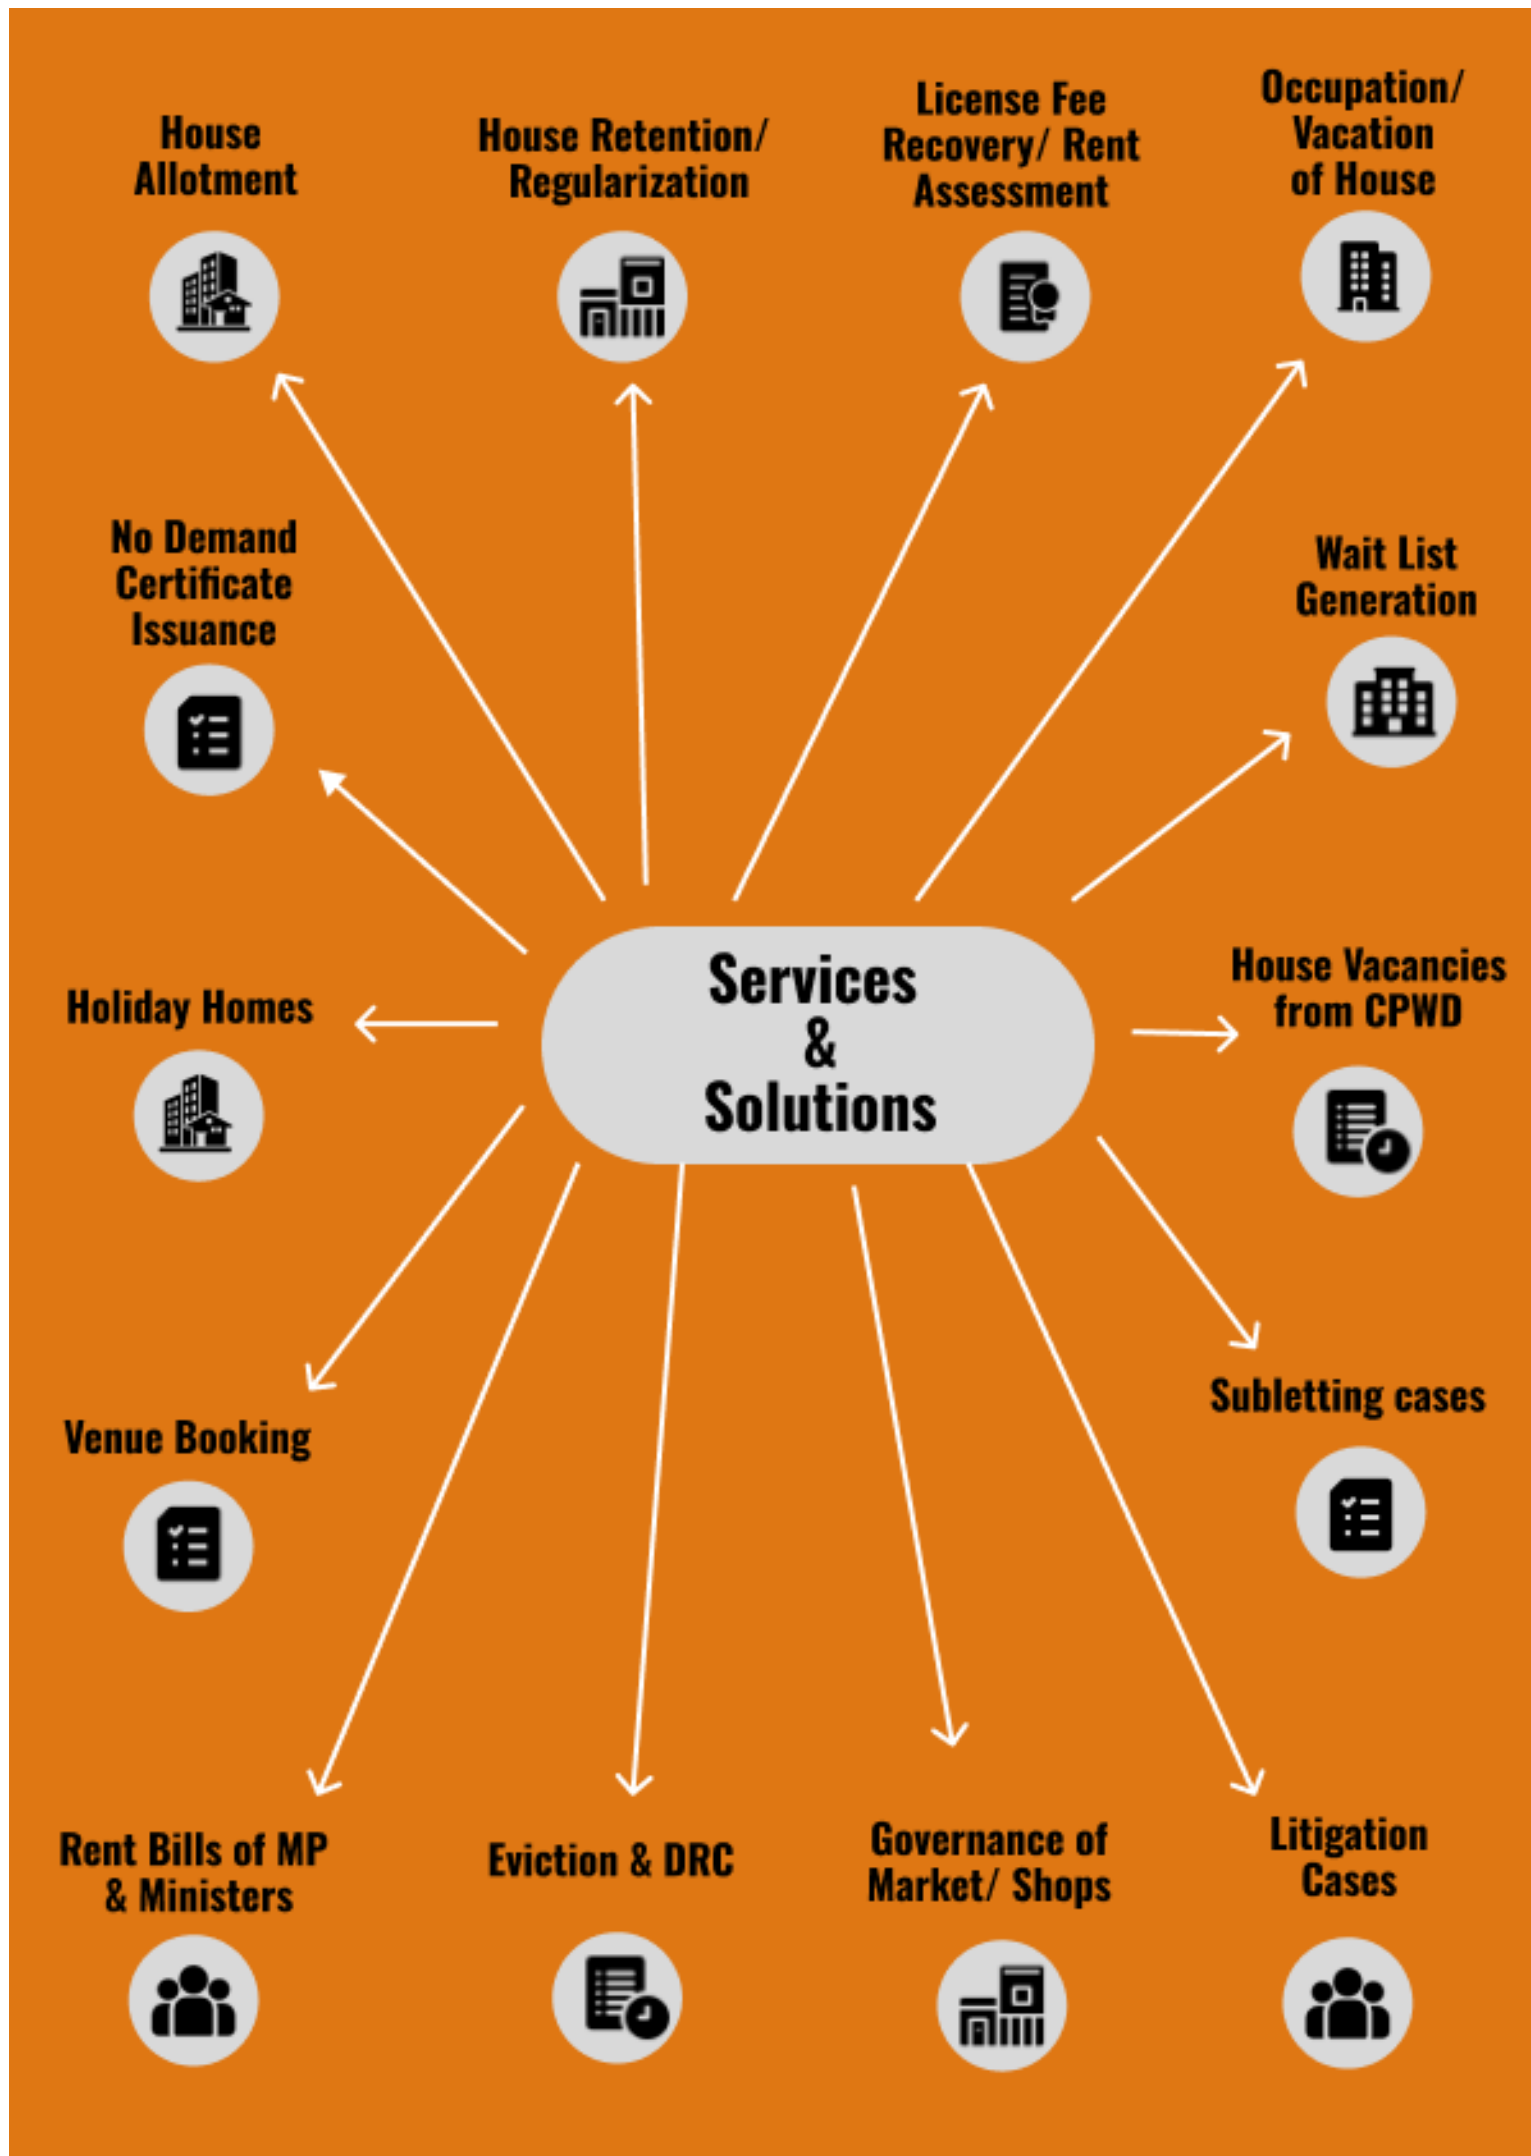 House
Allotment
House Retention/
Regularization
License Fee
Recovery/ Rent
Assessment
Occupation/
Vacation
of House
No Demand
Certificate
Issuance
Wait List
Generation
Services
&
Solutions
Holiday Homes
House Vacancies
from CPWD
Venue Booking
Subletting cases
Rent Bills of MP
& Ministers
Eviction & DRC
Governance of
Market/ Shops
Litigation
Cases